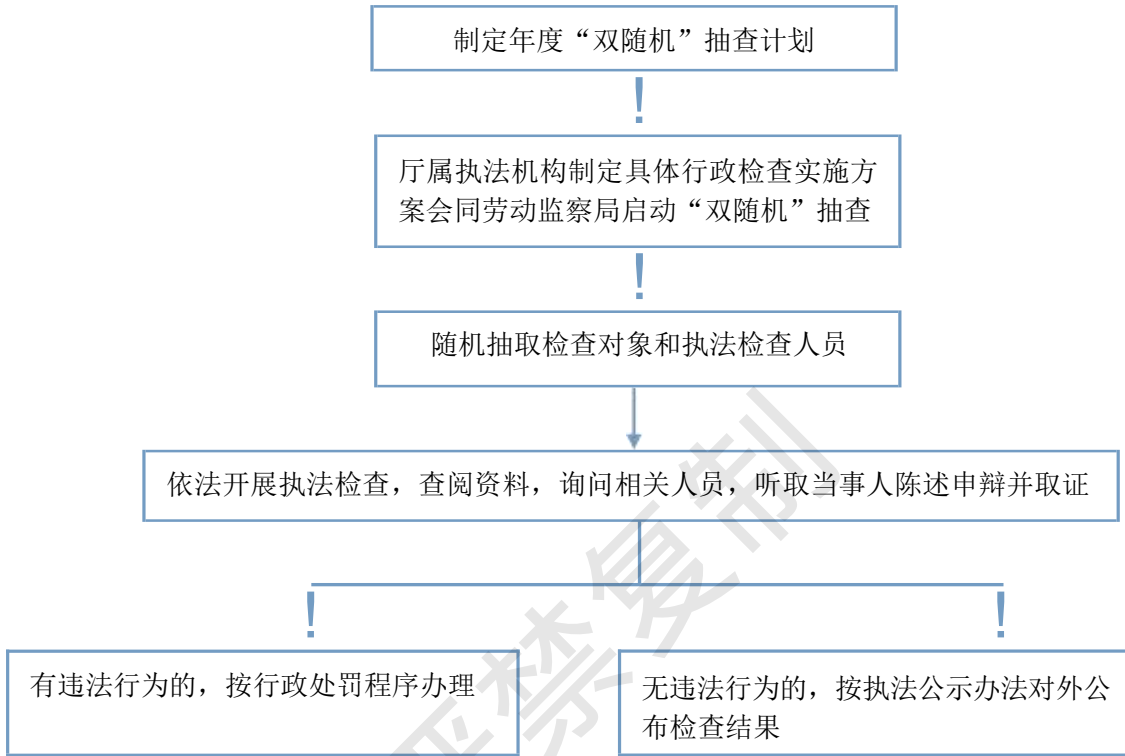 制定年度“双随机”抽查计划
!
厅属执法机构制定具体行政检查实施方
案会同劳动监察局启动“双随机”抽查
!
随机抽取检查对象和执法检查人员
依法开展执法检查，查阅资料，询问相关人员，听取当事人陈述申辩并取证
! !
有违法行为的，按行政处罚程序办理
无违法行为的，按执法公示办法对外公
布检查结果
严禁复制